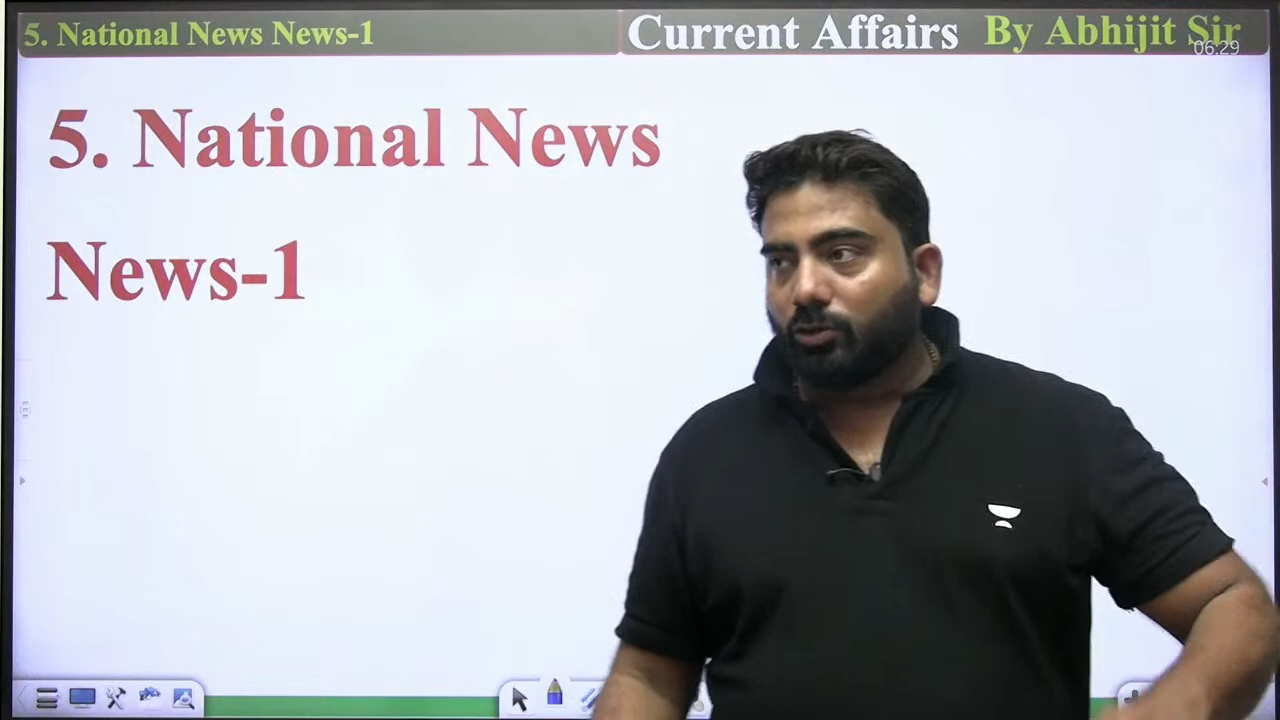 5. National News News-1
Current Affairs By Abhijit Sir
06:29
5. National News
News-1